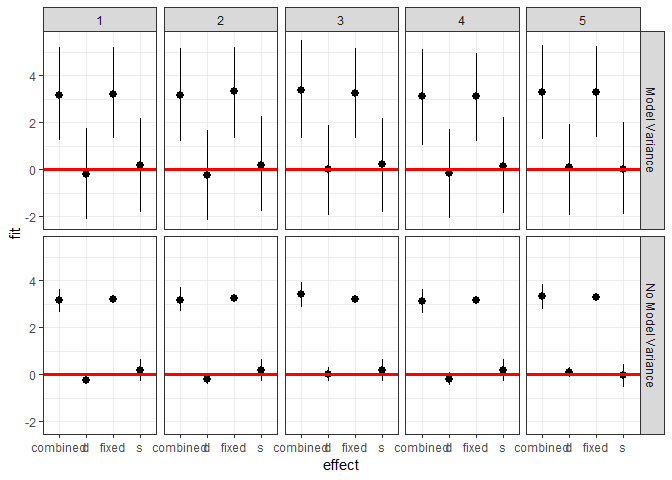 1 2 3 4 5
4
2
0
-2
Model Variance
fit
4
2
0
-2
No Model Variance
combined d fixed s combined d fixed s combined d fixed s combined d fixed s combined d fixed s
effect